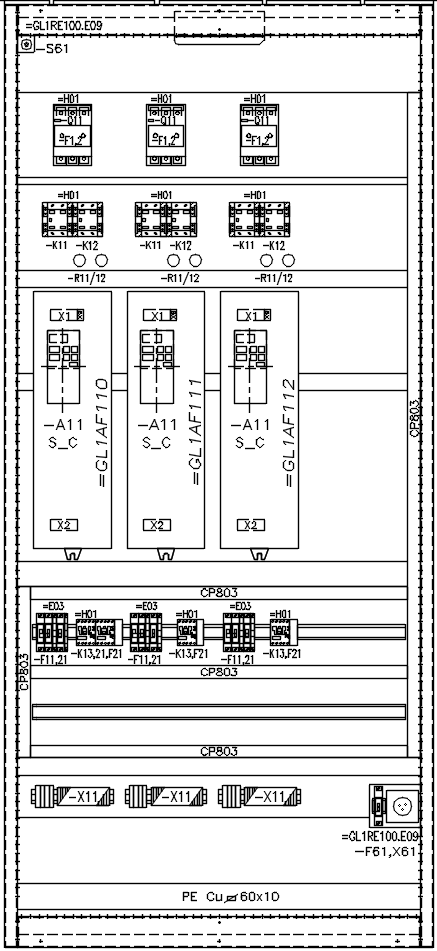 =GL1RE100.E09
-S61
=H01 =H01 =H01
-Q11 -Q11 -Q11
-F1,2 -F1,2 -F1,2
=H01 =H01 =H01
-K11 -K12 -K11 -K12 -K11 -K12
-R11/12 -R11/12 -R11/12
X1 X1 X1
-A11 -A11 -A11
S_C S_C S_C
=GL1AF110
=GL1AF111
=GL1AF112
CP803
X2 X2 X2
CP803
=E03 =H01 =E03 =H01 =E03 =H01
-F11,21 -K13,21,F21 -F11,21 -K13,F21 -F11,21 -K13,F21
CP803
CP803
CP803
-X11 -X11 -X11
=GL1RE100.E09
-F61,X61
PE Cu 60x10